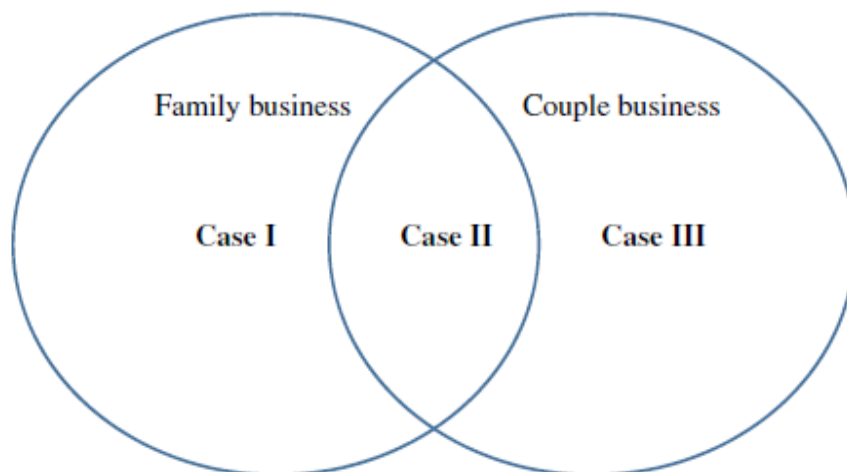 Family business
Couple business
Case I
Case II
Case III